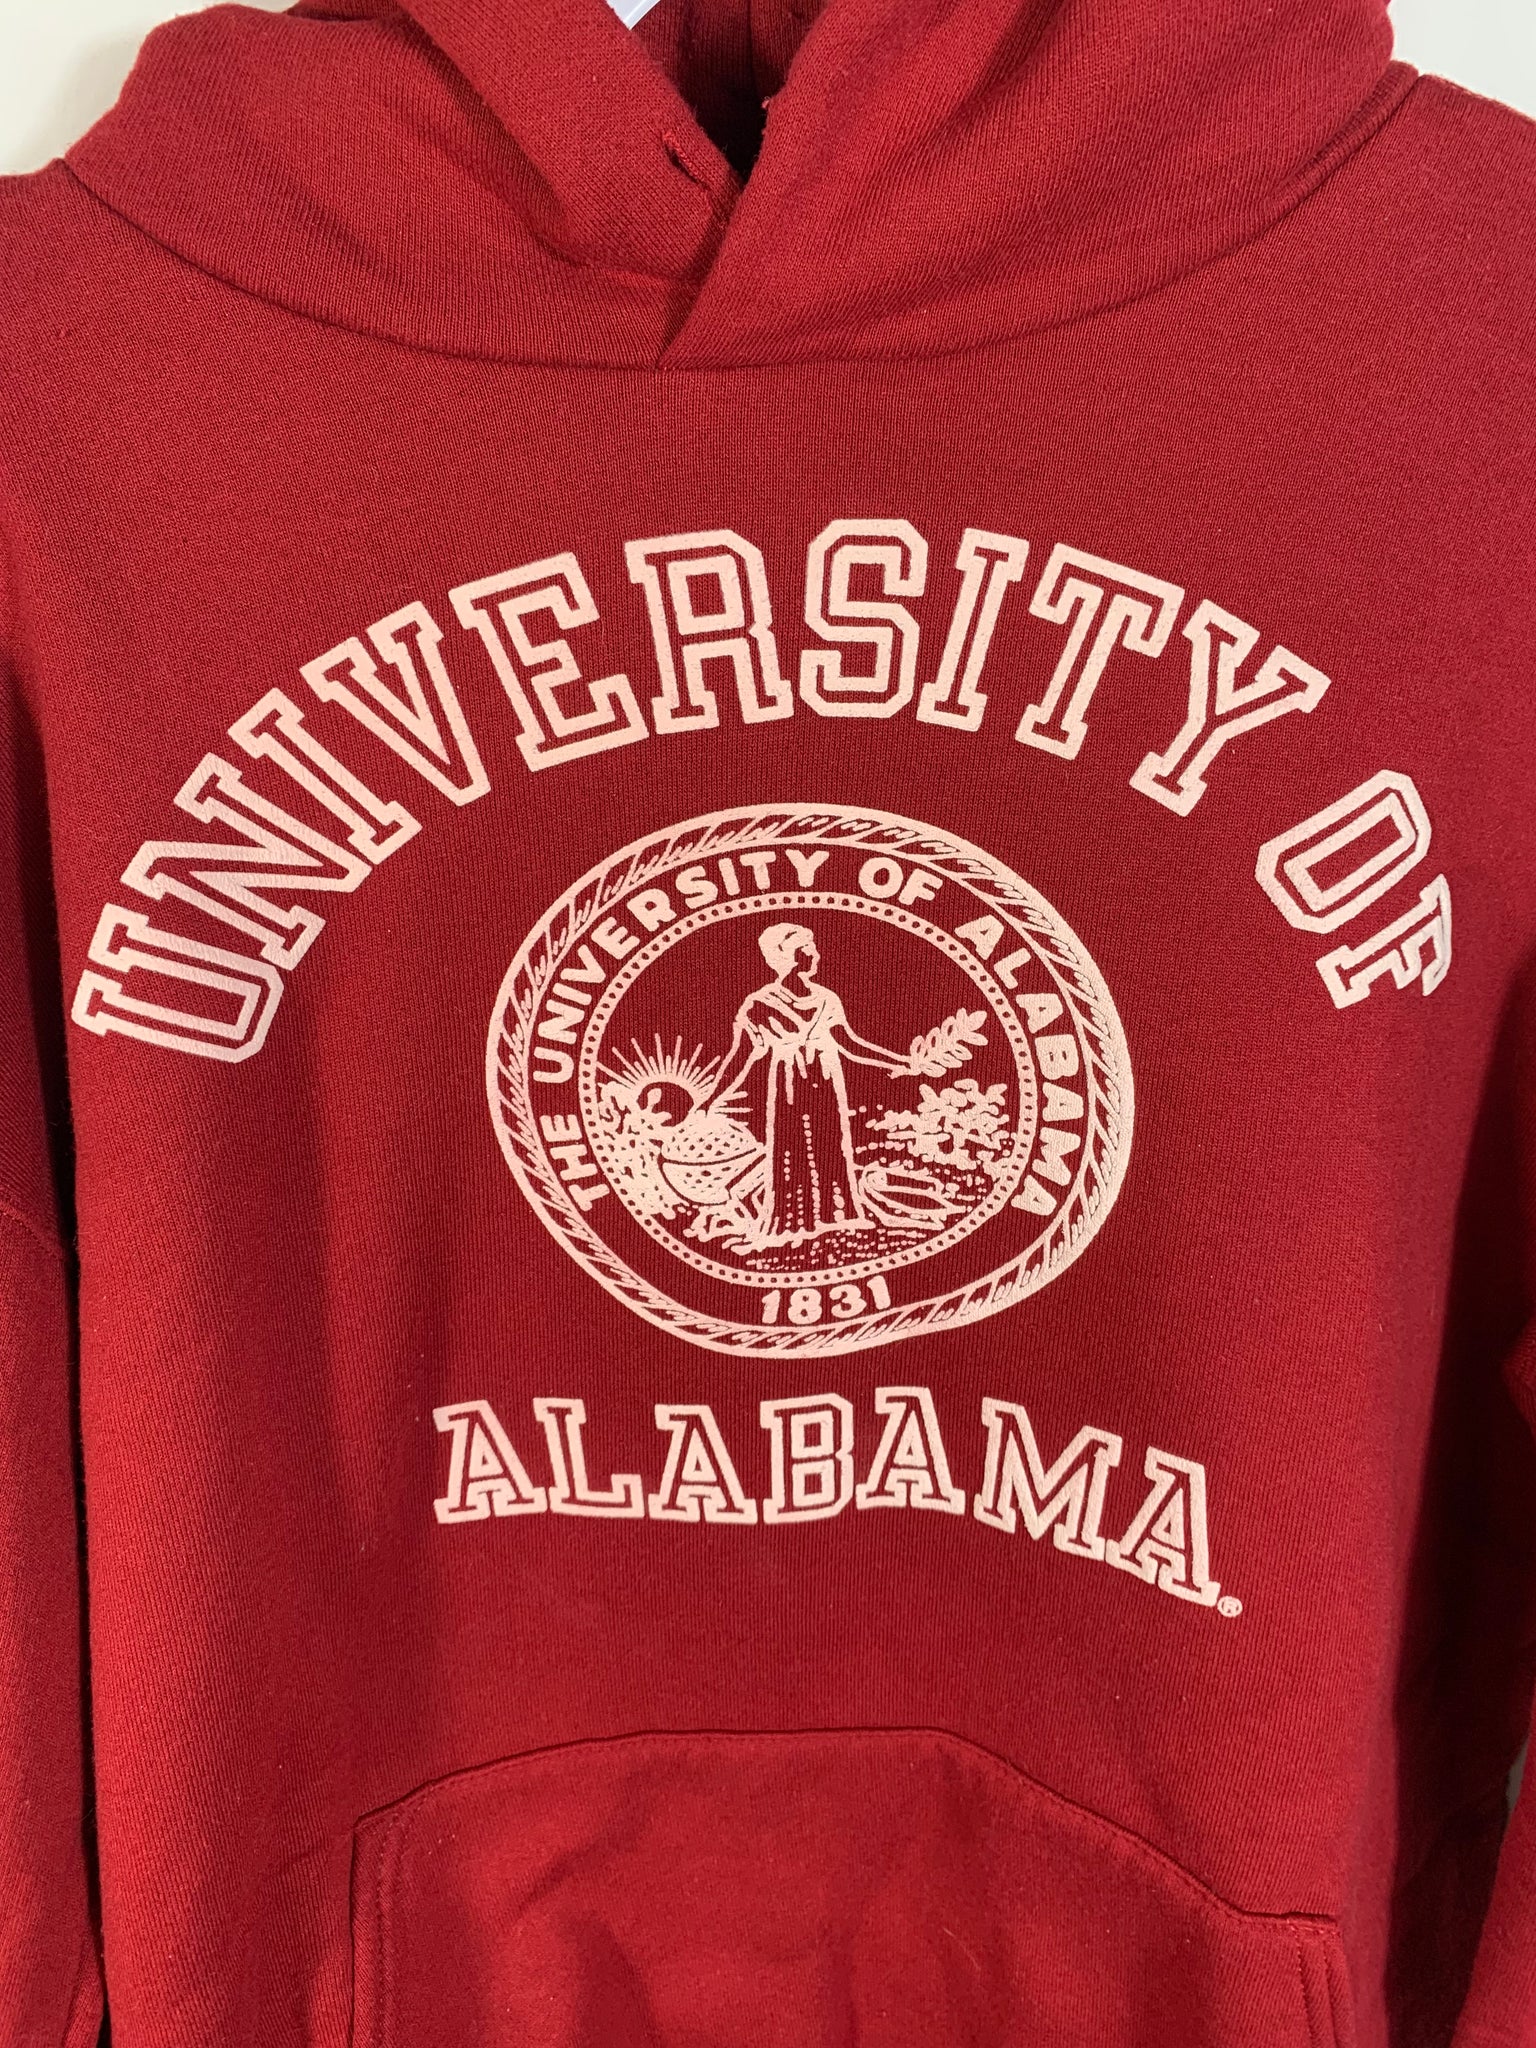 UNIVERSITY OF
THE UNIVERSITY OF ALABAMA
1831
ALABAMA®